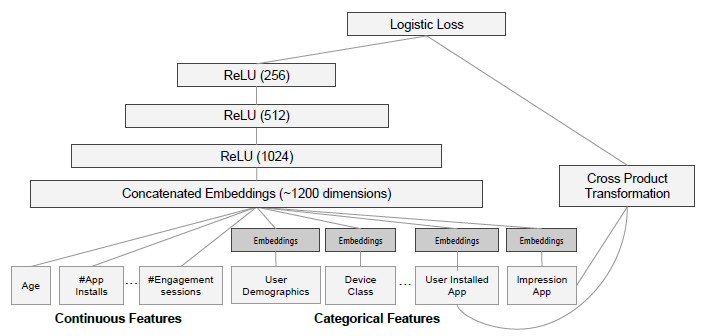 Logistic Loss
ReLU (256)
ReLU (512)
ReLU (1024)
Concatenated Embeddings (~1200 dimensions)
Cross Product
Transformation
Embeddings
Embeddings
Embeddings
Embeddings
Age
#App
Installs
...
#Engagement
sessions
User
Demographics
Device
Class
...
User Installed
App
Impression
App
Continuous Features
Categorical Features